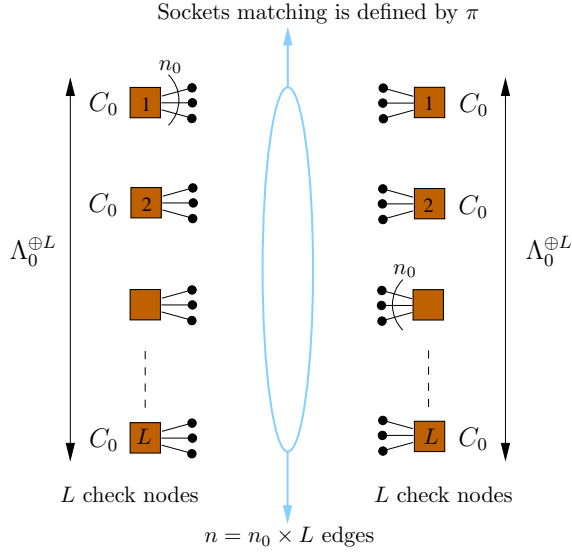 Sockets matching is defined by π
n₀
C₀ 1 1 C₀
C₀ 2 2 C₀
Λ₀^{⊕L} Λ₀^{⊕L}
n₀
C₀ L L C₀
L check nodes L check nodes
n = n₀ × L edges